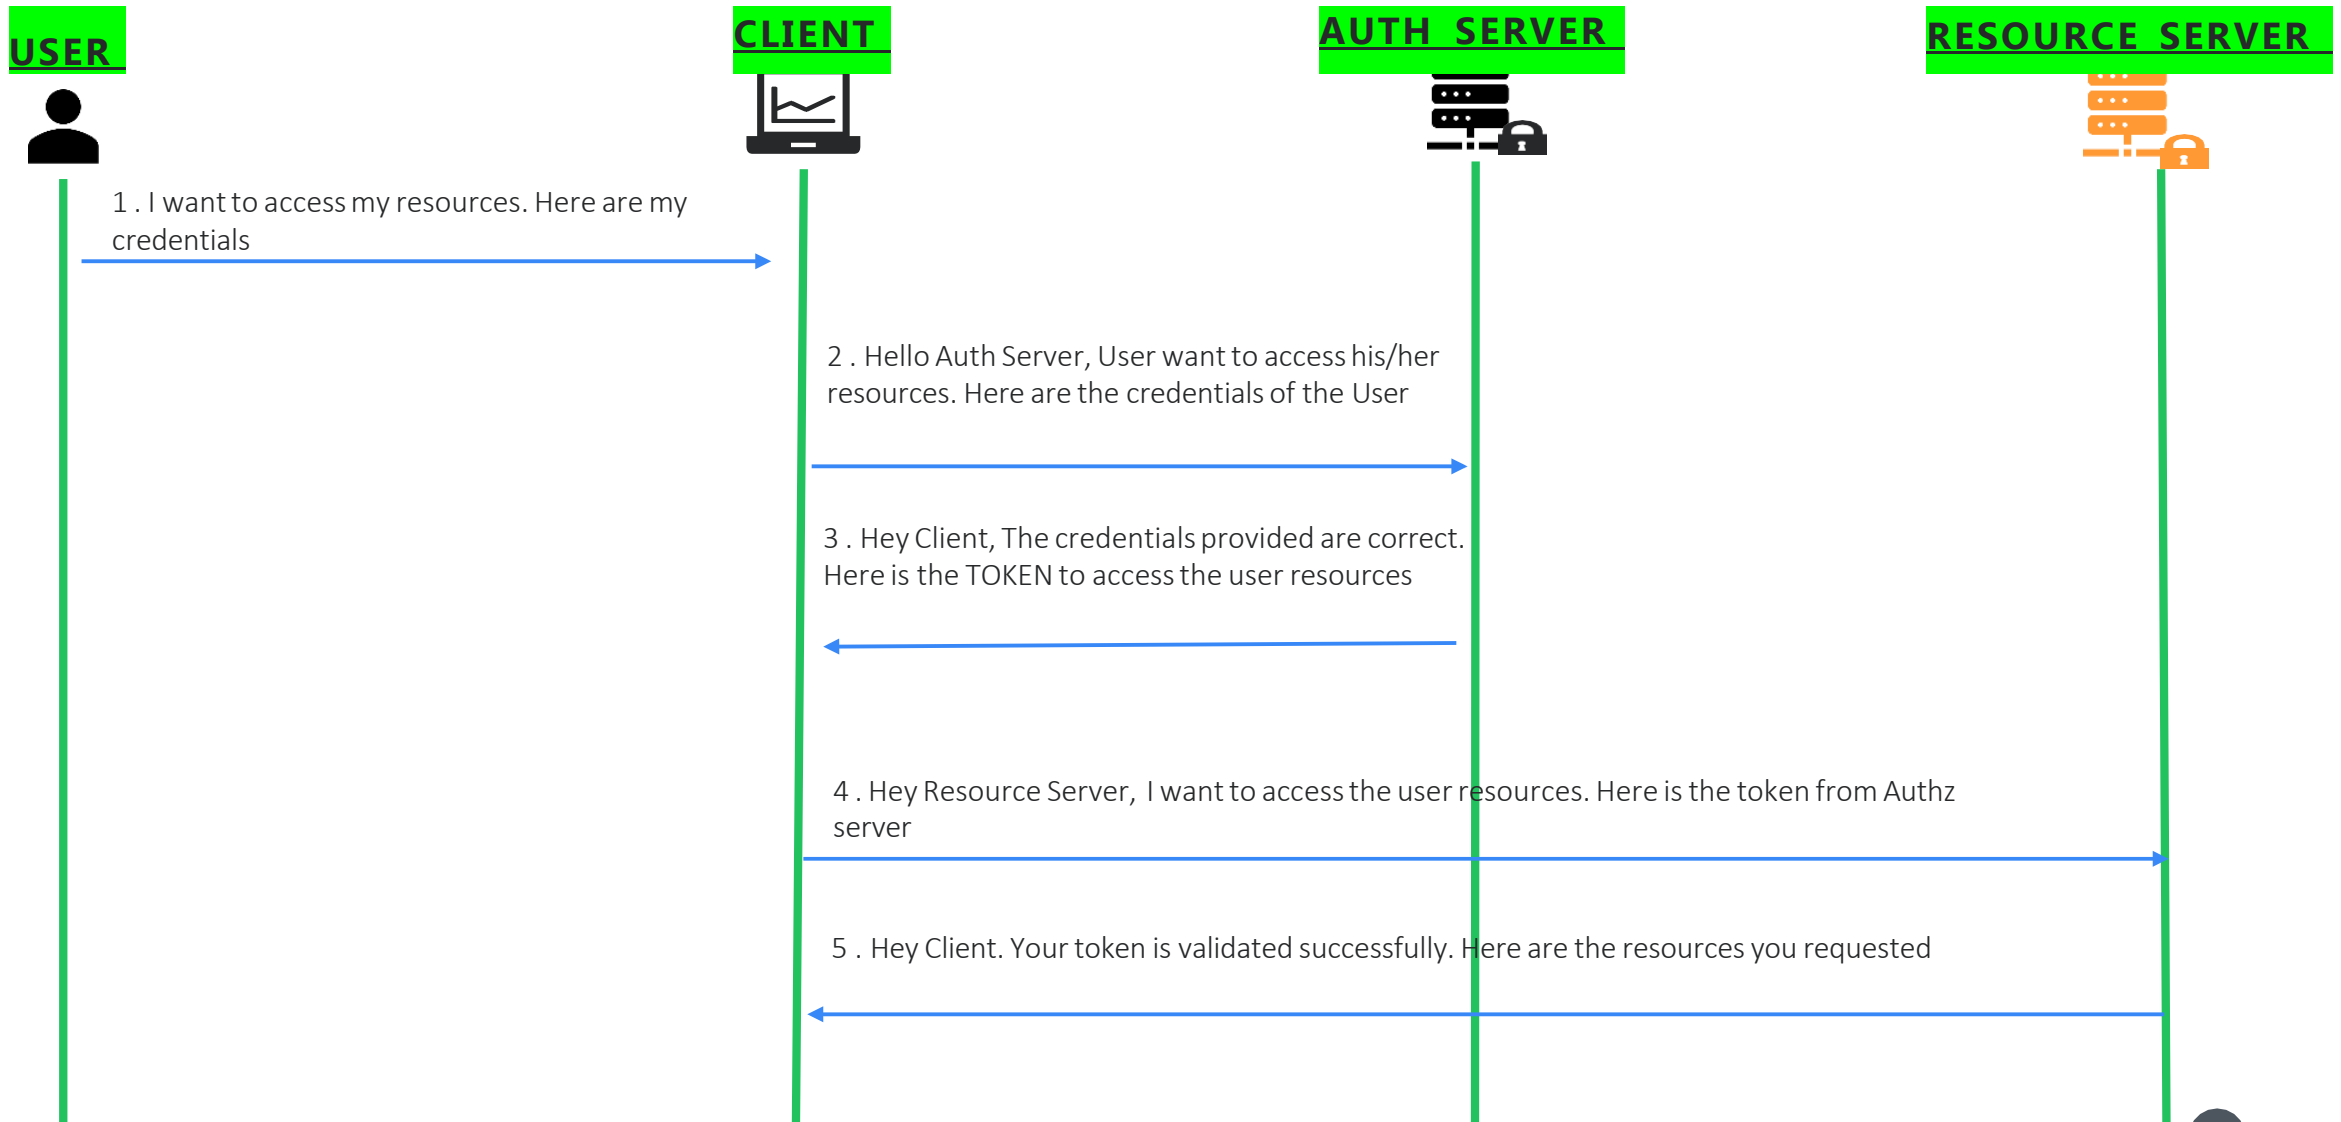 USER
CLIENT
AUTH SERVER
RESOURCE SERVER
1 . I want to access my resources. Here are my
credentials
2 . Hello Auth Server, User want to access his/her
resources. Here are the credentials of the User
3 . Hey Client, The credentials provided are correct.
Here is the TOKEN to access the user resources
4 . Hey Resource Server, I want to access the user resources. Here is the token from Authz
server
5 . Hey Client. Your token is validated successfully. Here are the resources you requested